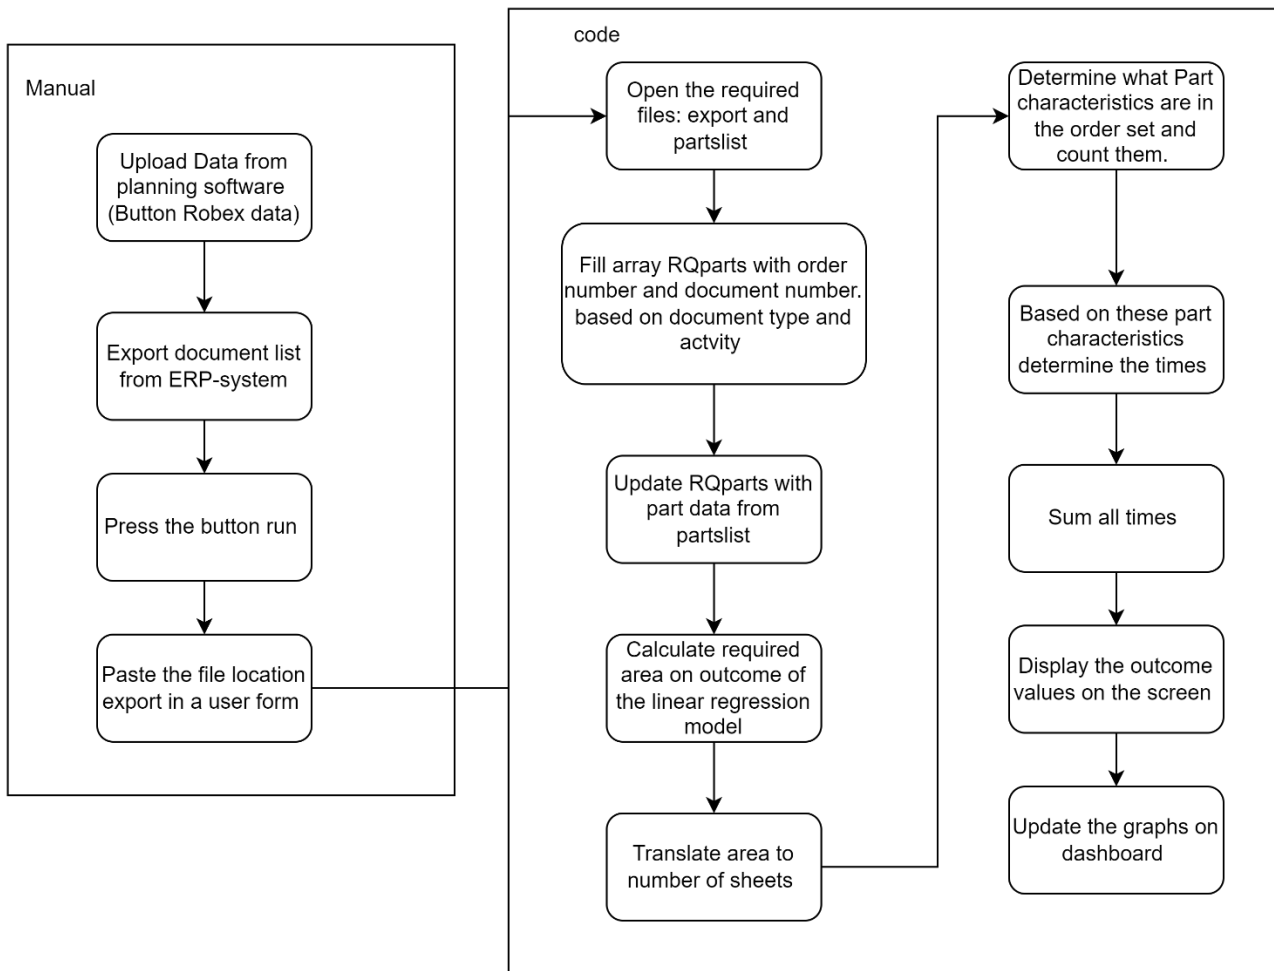 Manual
Upload Data from
planning software
(Button Robex data)
Export document list
from ERP-system
Press the button run
Paste the file location
export in a user form
code
Open the required
files: export and
partslist
Fill array RQparts with order
number and document number.
based on document type and
actvity
Update RQparts with
part data from
partslist
Calculate required
area on outcome of
the linear regression
model
Translate area to
number of sheets
Determine what Part
characteristics are in
the order set and
count them.
Based on these part
characteristics
determine the times
Sum all times
Display the outcome
values on the screen
Update the graphs on
dashboard